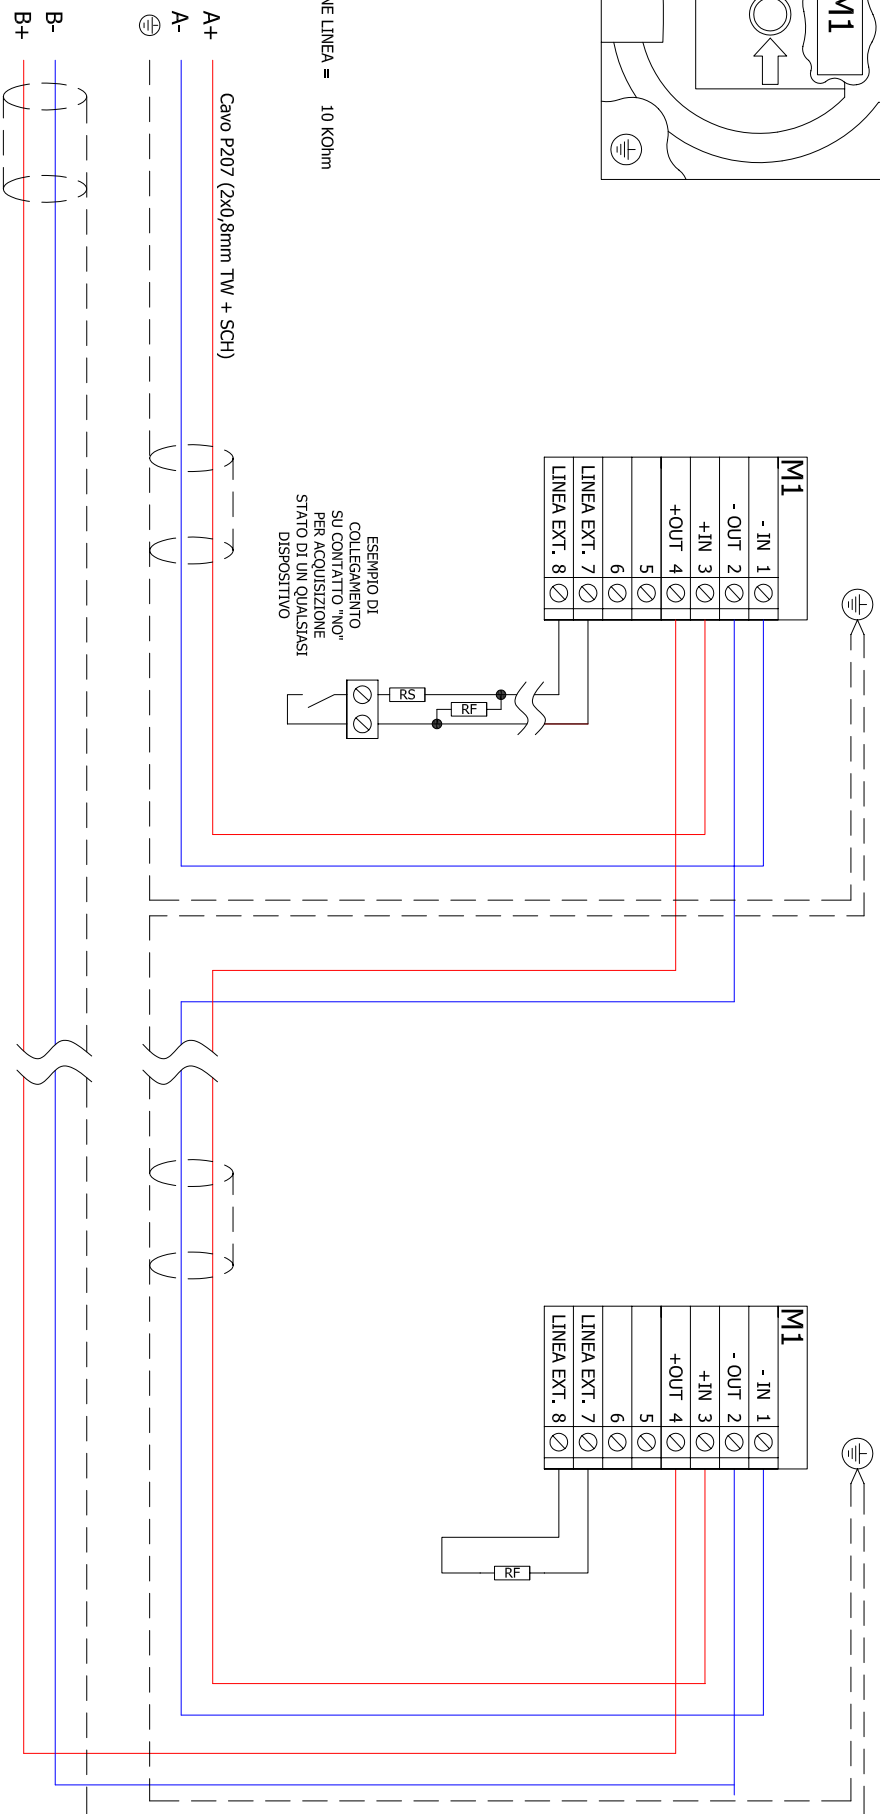 M1
NE LINEA = 10 KOhm
A+
A-
B-
B+
Cavo P207 (2x0,8mm TW + SCH)
M1
- IN 1
- OUT 2
+IN 3
+OUT 4
5
6
LINEA EXT. 7
LINEA EXT. 8
ESEMPIO DI
COLLEGAMENTO
SU CONTATTO "NO"
PER ACQUISIZIONE
STATO DI UN QUALSIASI
DISPOSITIVO
RS
RF
M1
- IN 1
- OUT 2
+IN 3
+OUT 4
5
6
LINEA EXT. 7
LINEA EXT. 8
RF